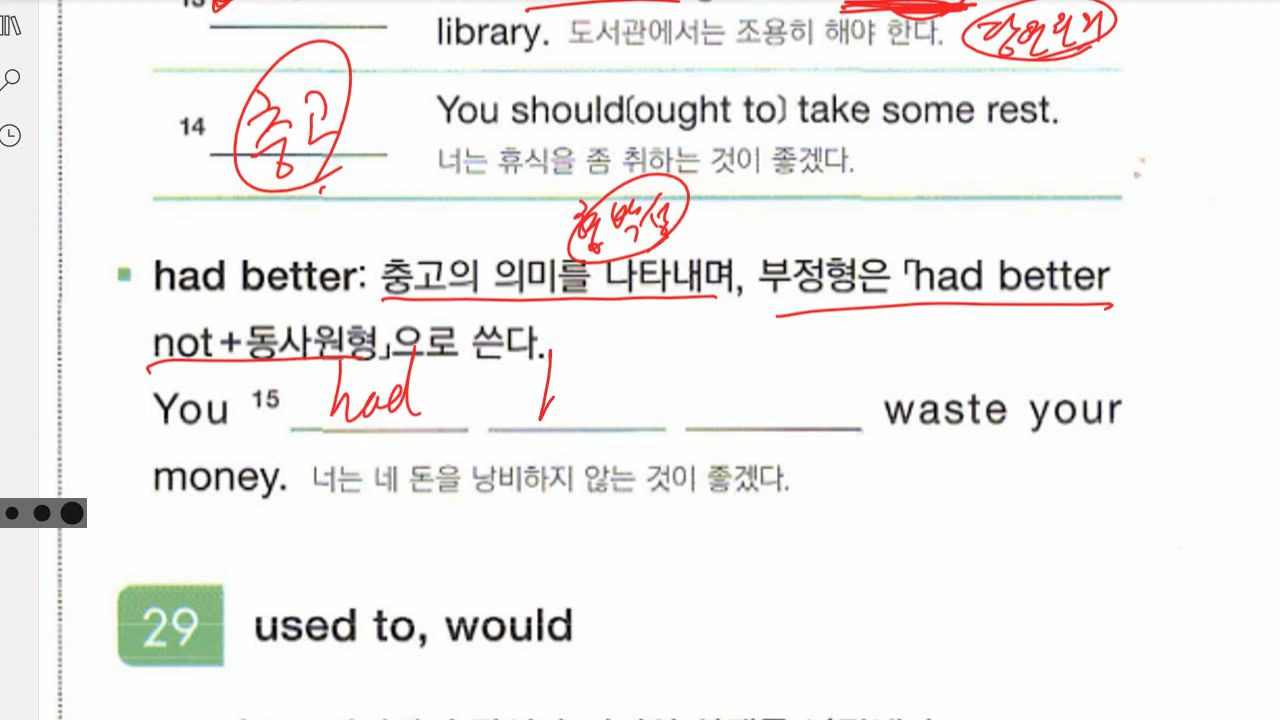 library. 도서관에서는 조용히 해야 한다. 당연한거
14 충고 You should(ought to) take some rest.
너는 휴식을 좀 취하는 것이 좋겠다.
had better: 충고의 의미를 나타내며, 부정형은 「had better
not+동사원형」으로 쓴다.
You 15 had waste your
money. 너는 네 돈을 낭비하지 않는 것이 좋겠다.
29 used to, would